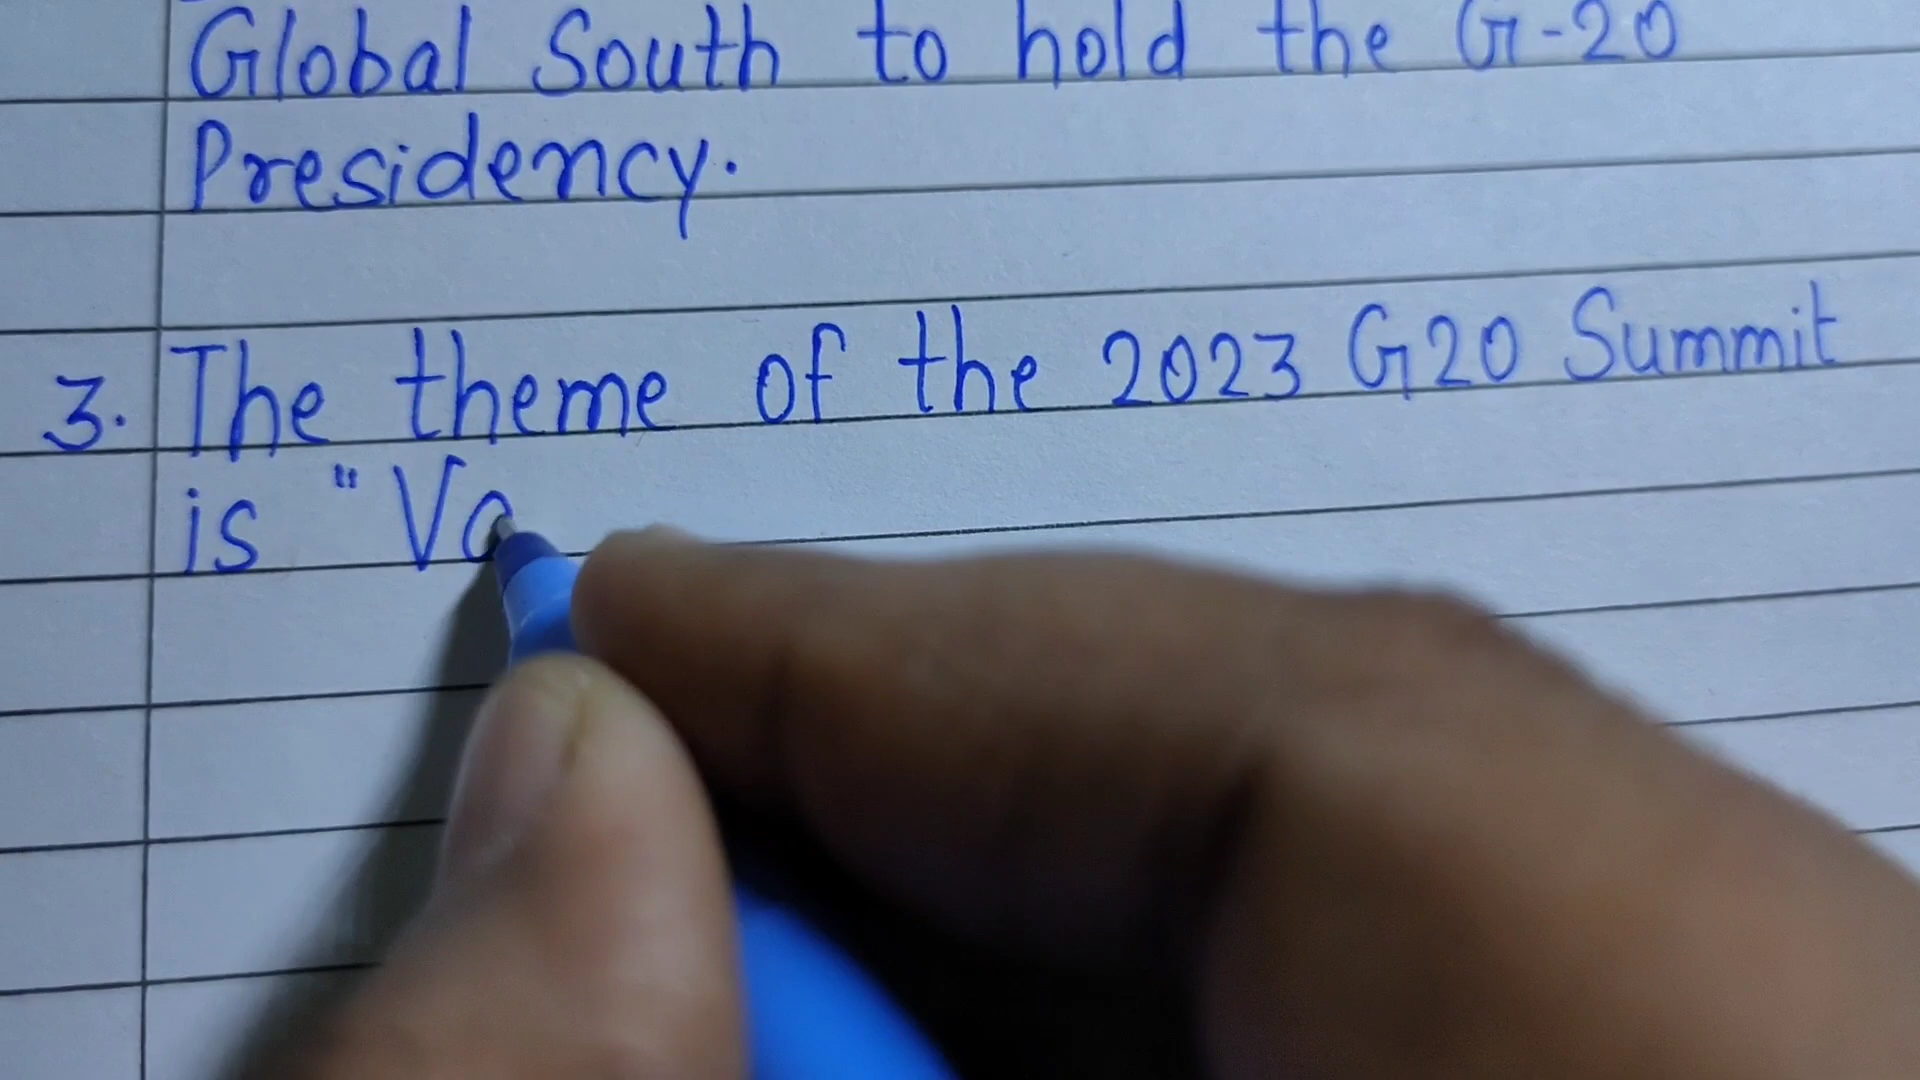 Global South to hold the G-20
Presidency.
3. The theme of the 2023 G20 Summit
is "Va